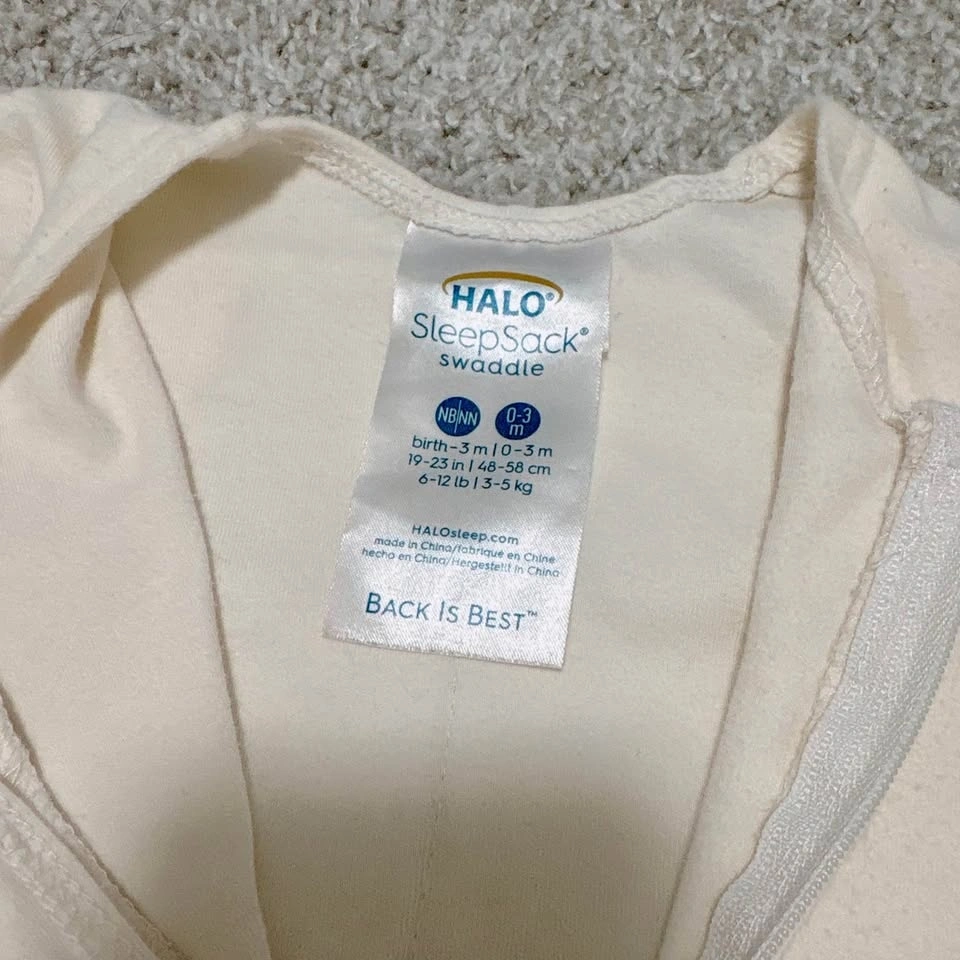 HALO®
SleepSack®
swaddle
NB|NN 0-3 m
birth-3 m | 0-3 m
19-23 in | 48-58 cm
6-12 lb | 3-5 kg
HALOsleep.com
made in China/fabriqué en Chine
hecho en China/Hergestellt in China
BACK IS BEST™